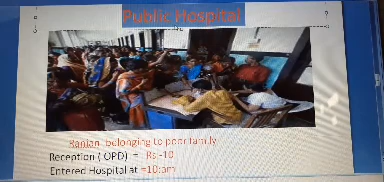 Public Hospital
Ranjan belonging to poor family
Reception ( OPD) = Rs.-10
Entered Hospital at =10:am